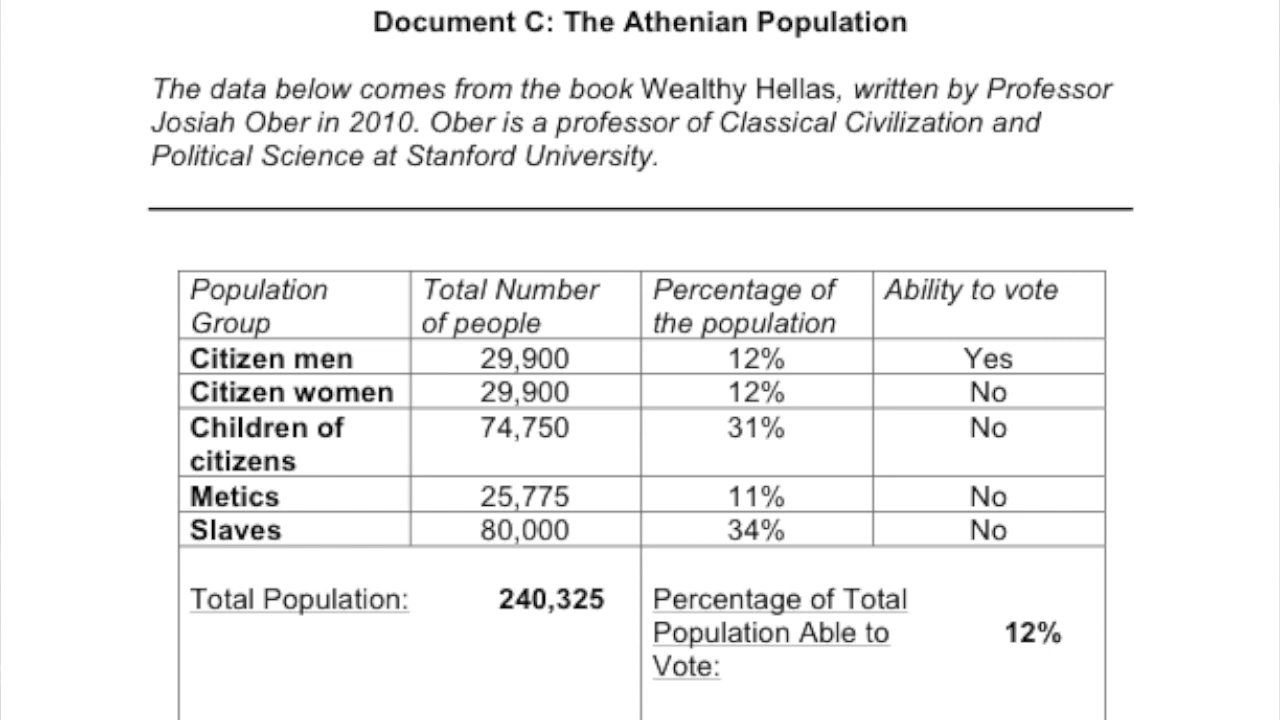 Document C: The Athenian Population
The data below comes from the book Wealthy Hellas, written by Professor
Josiah Ober in 2010. Ober is a professor of Classical Civilization and
Political Science at Stanford University.
Population Group Total Number of people Percentage of the population Ability to vote
Citizen men 29,900 12% Yes
Citizen women 29,900 12% No
Children of citizens 74,750 31% No
Metics 25,775 11% No
Slaves 80,000 34% No
Total Population: 240,325
Percentage of Total
Population Able to
Vote: 12%